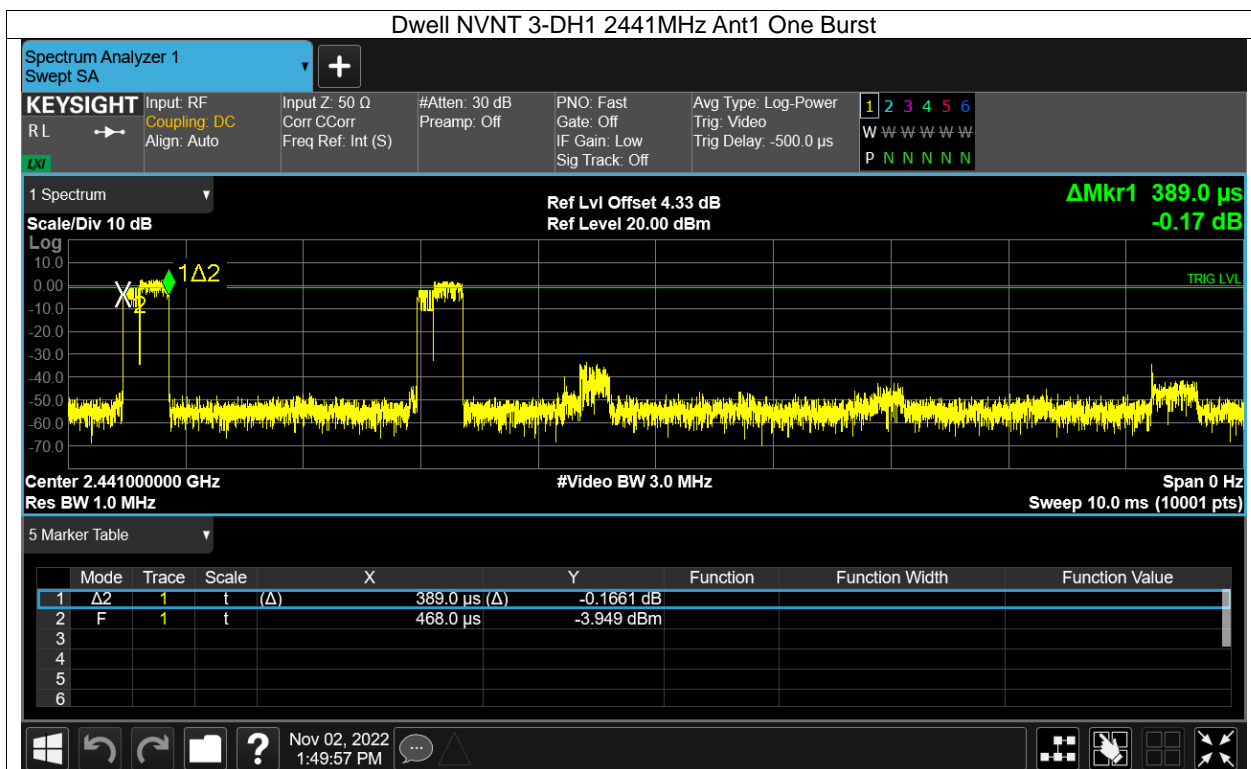 Dwell NVNT 3-DH1 2441MHz Ant1 One Burst
Spectrum Analyzer 1
Swept SA
KEYSIGHT
R L
LXI
Input: RF
Coupling: DC
Align: Auto
Input Z: 50 Ω
Corr CCorr
Freq Ref: Int (S)
#Atten: 30 dB
Preamp: Off
PNO: Fast
Gate: Off
IF Gain: Low
Sig Track: Off
Avg Type: Log-Power
Trig: Video
Trig Delay: -500.0 µs
1 2 3 4 5 6
W W W W W W
P N N N N N
1 Spectrum
Scale/Div 10 dB
Ref Lvl Offset 4.33 dB
Ref Level 20.00 dBm
ΔMkr1 389.0 µs
-0.17 dB
Log
10.0
0.00
-10.0
-20.0
-30.0
-40.0
-50.0
-60.0
-70.0
X2
1Δ2
TRIG LVL
Center 2.441000000 GHz
Res BW 1.0 MHz
#Video BW 3.0 MHz
Span 0 Hz
Sweep 10.0 ms (10001 pts)
5 Marker Table
Mode Trace Scale X Y Function Function Width Function Value
1 Δ2 1 t (Δ) 389.0 µs (Δ) -0.1661 dB
2 F 1 t 468.0 µs -3.949 dBm
3
4
5
6
?
Nov 02, 2022
1:49:57 PM